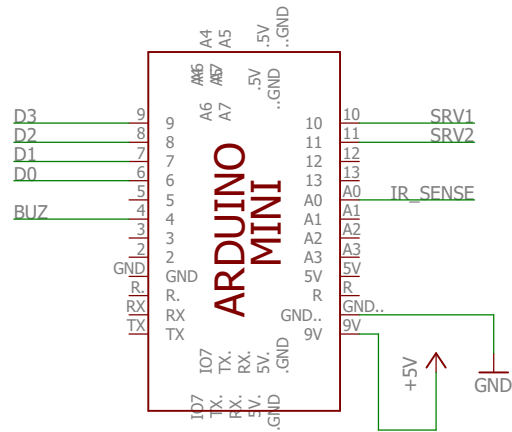 A4 A5 .5V ..GND
A6 A7 .5V ..GND
A6 A7
D3 9 9 10 10 SRV1
D2 8 8 11 11 SRV2
D1 7 7 12 12
D0 6 6 13 13
5 5 A0 A0 IR_SENSE
BUZ 4 4 A1 A1
3 3 A2 A2
2 2 A3 A3
GND GND 5V 5V
R. R. R R
RX RX GND.. GND..
TX TX 9V 9V
ARDUINO
MINI
IO7 TX. RX. 5V. .GND
IO7 TX. RX. 5V. .GND
+5V
GND